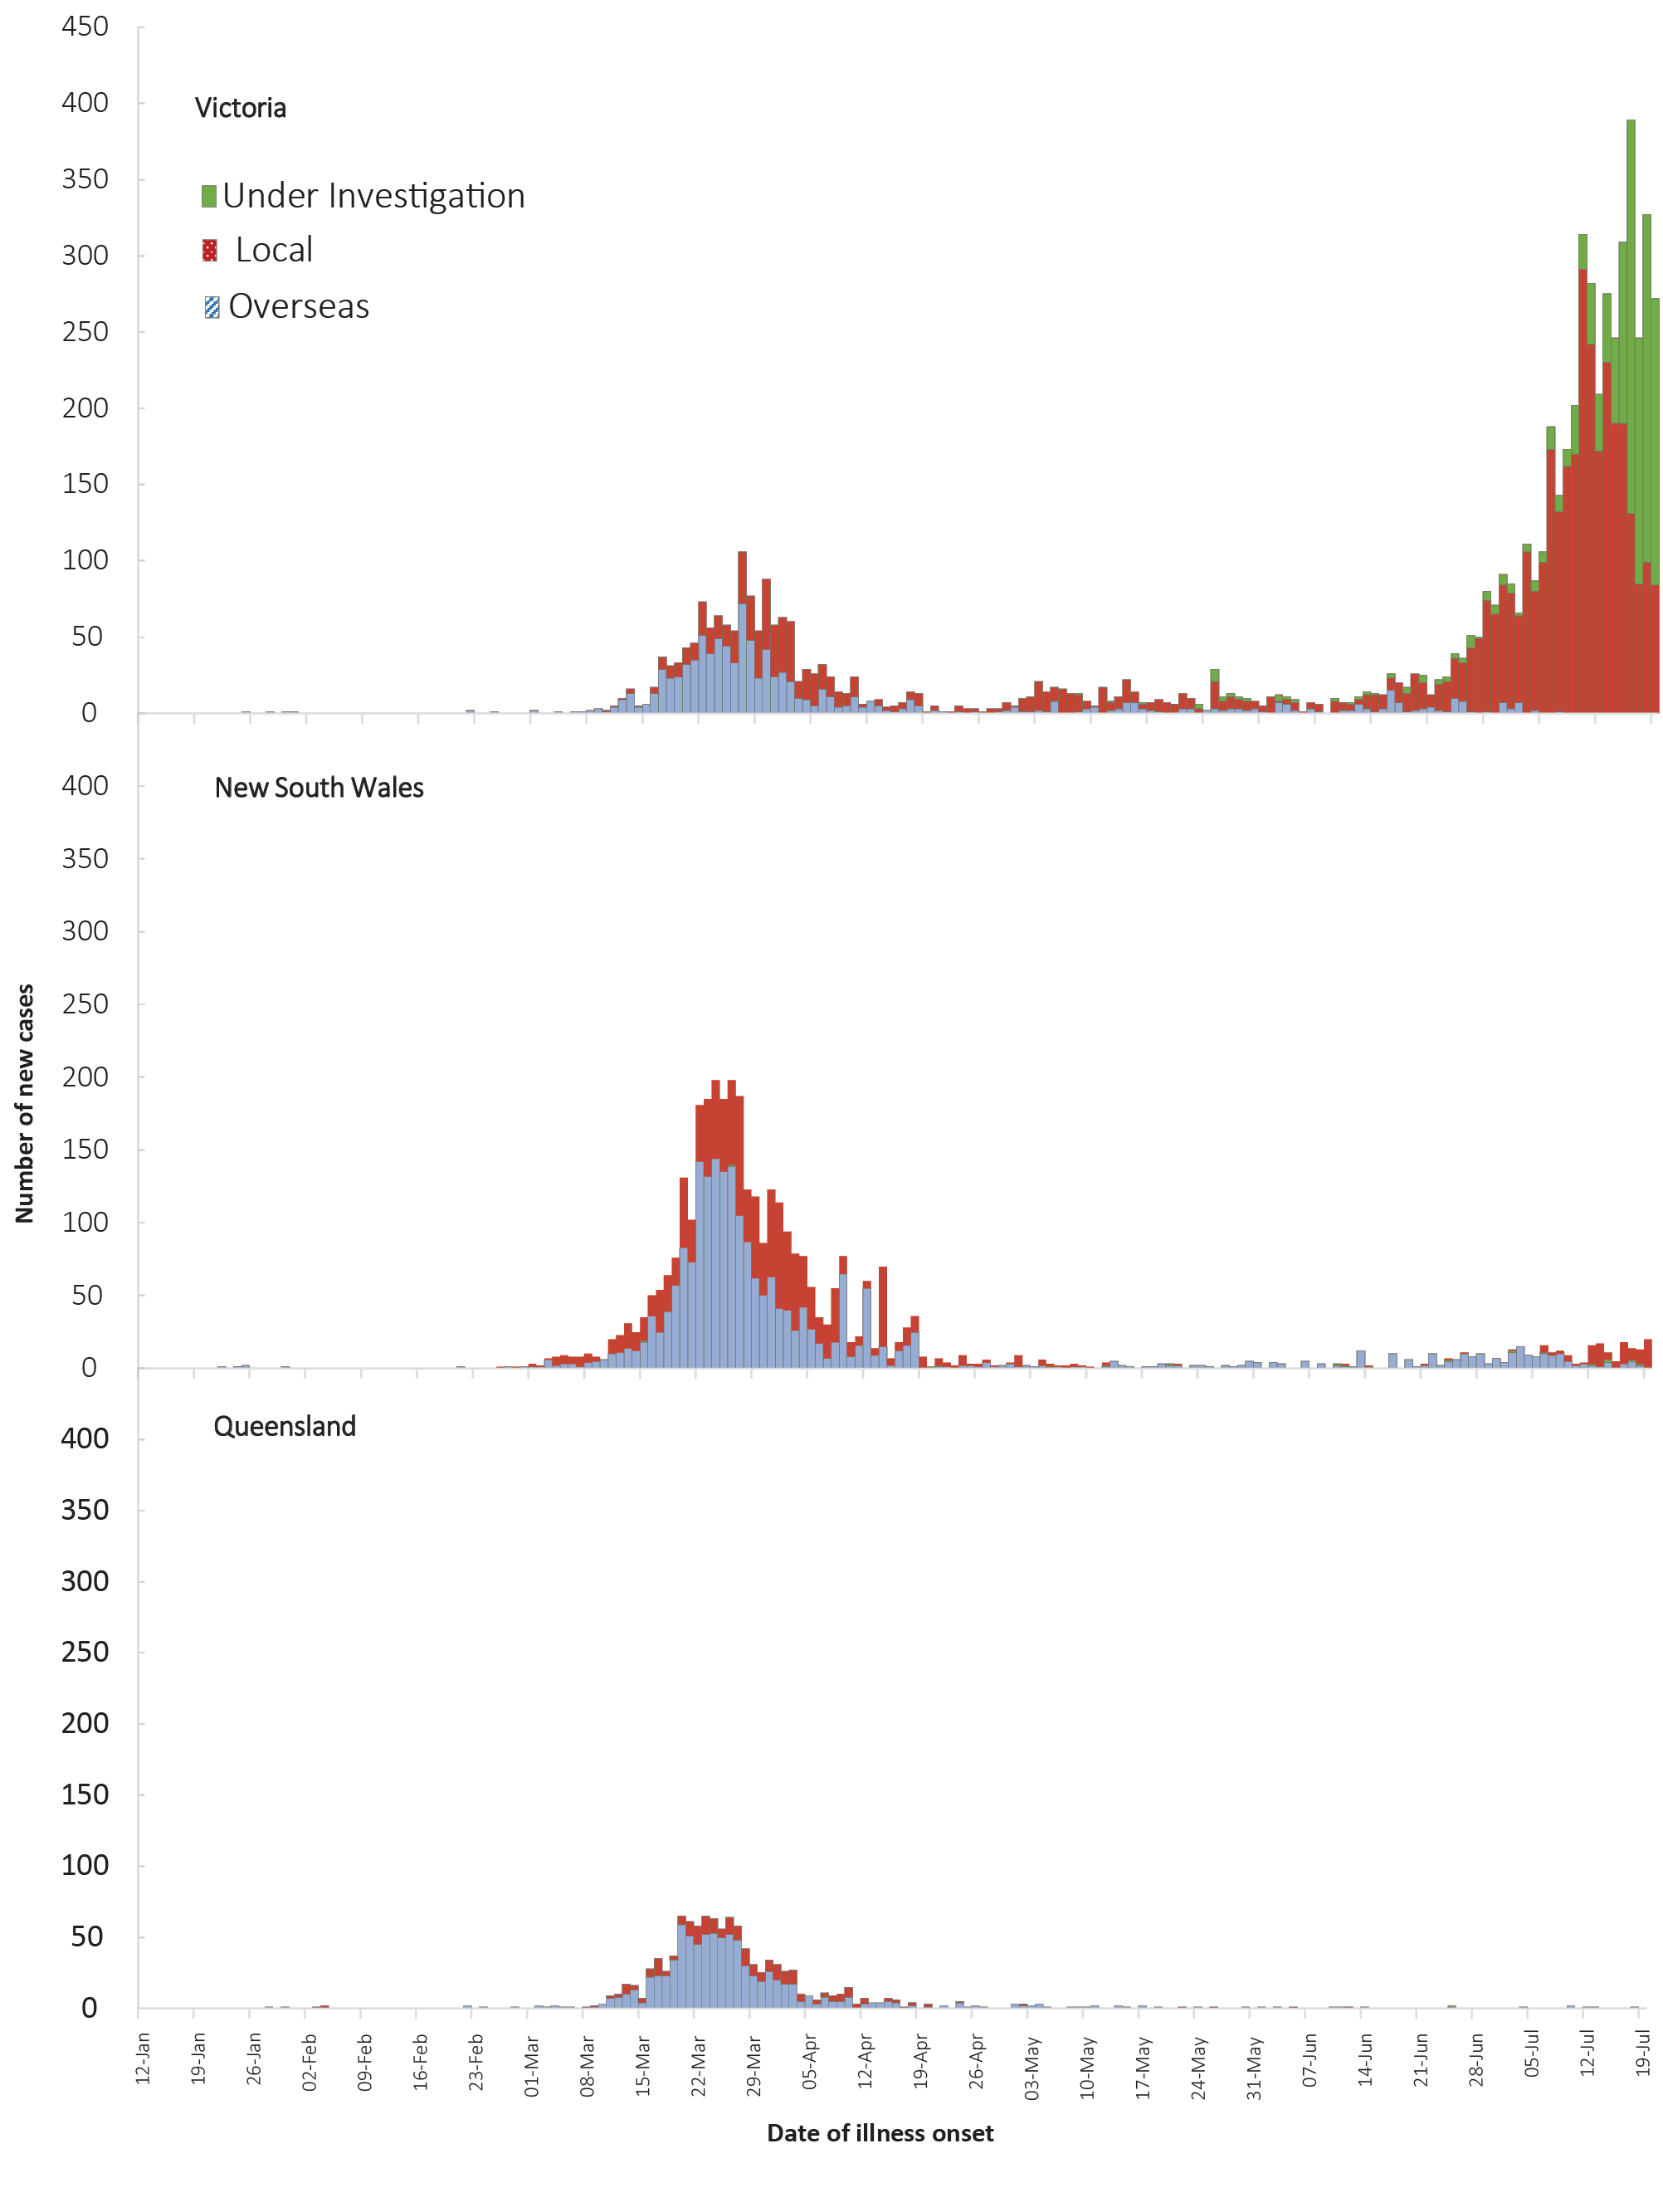 450
400
350
300
250
200
150
100
50
0
Victoria
Under Investigation
Local
Overseas
400
350
300
250
200
150
100
50
0
New South Wales
Number of new cases
400
350
300
250
200
150
100
50
0
Queensland
12-Jan
19-Jan
26-Jan
02-Feb
09-Feb
16-Feb
23-Feb
01-Mar
08-Mar
15-Mar
22-Mar
29-Mar
05-Apr
12-Apr
19-Apr
26-Apr
03-May
10-May
17-May
24-May
31-May
07-Jun
14-Jun
21-Jun
28-Jun
05-Jul
12-Jul
19-Jul
Date of illness onset